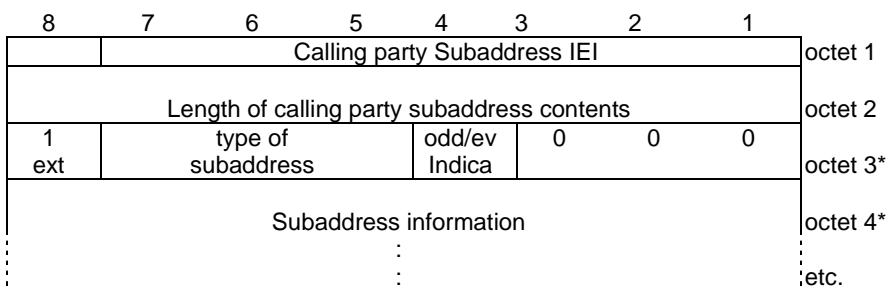 8 7 6 5 4 3 2 1
Calling party Subaddress IEI octet 1
Length of calling party subaddress contents octet 2
1 type of odd/ev 0 0 0
ext subaddress Indica octet 3*
Subaddress information octet 4*
:
: etc.